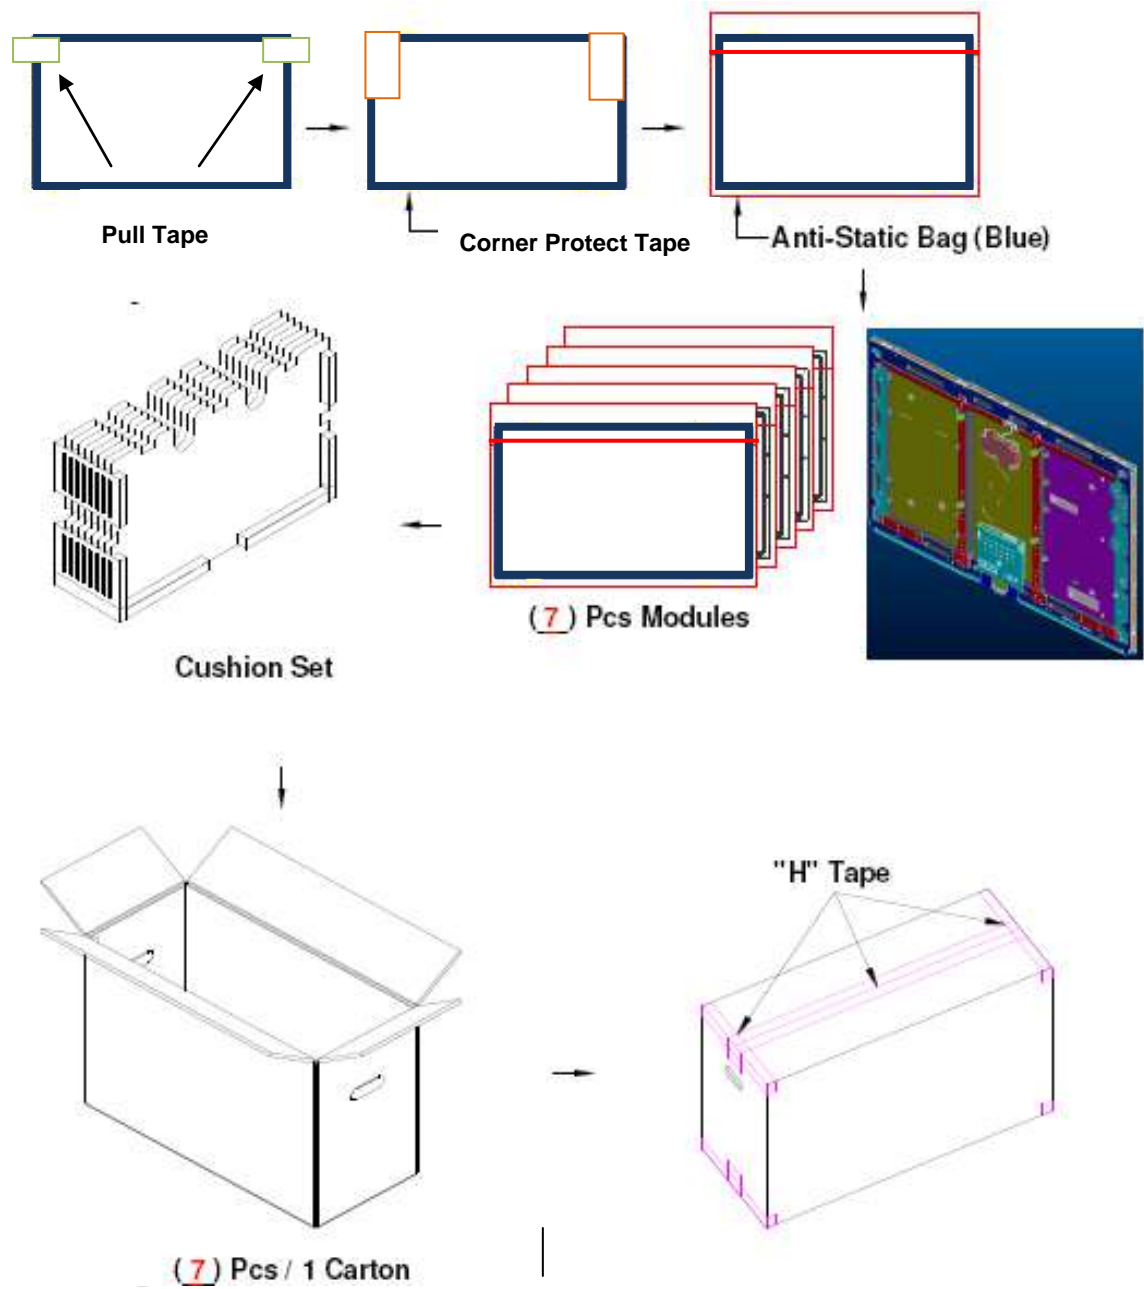 Pull Tape
Corner Protect Tape
Anti-Static Bag (Blue)
(7) Pcs Modules
Cushion Set
"H" Tape
(7) Pcs / 1 Carton